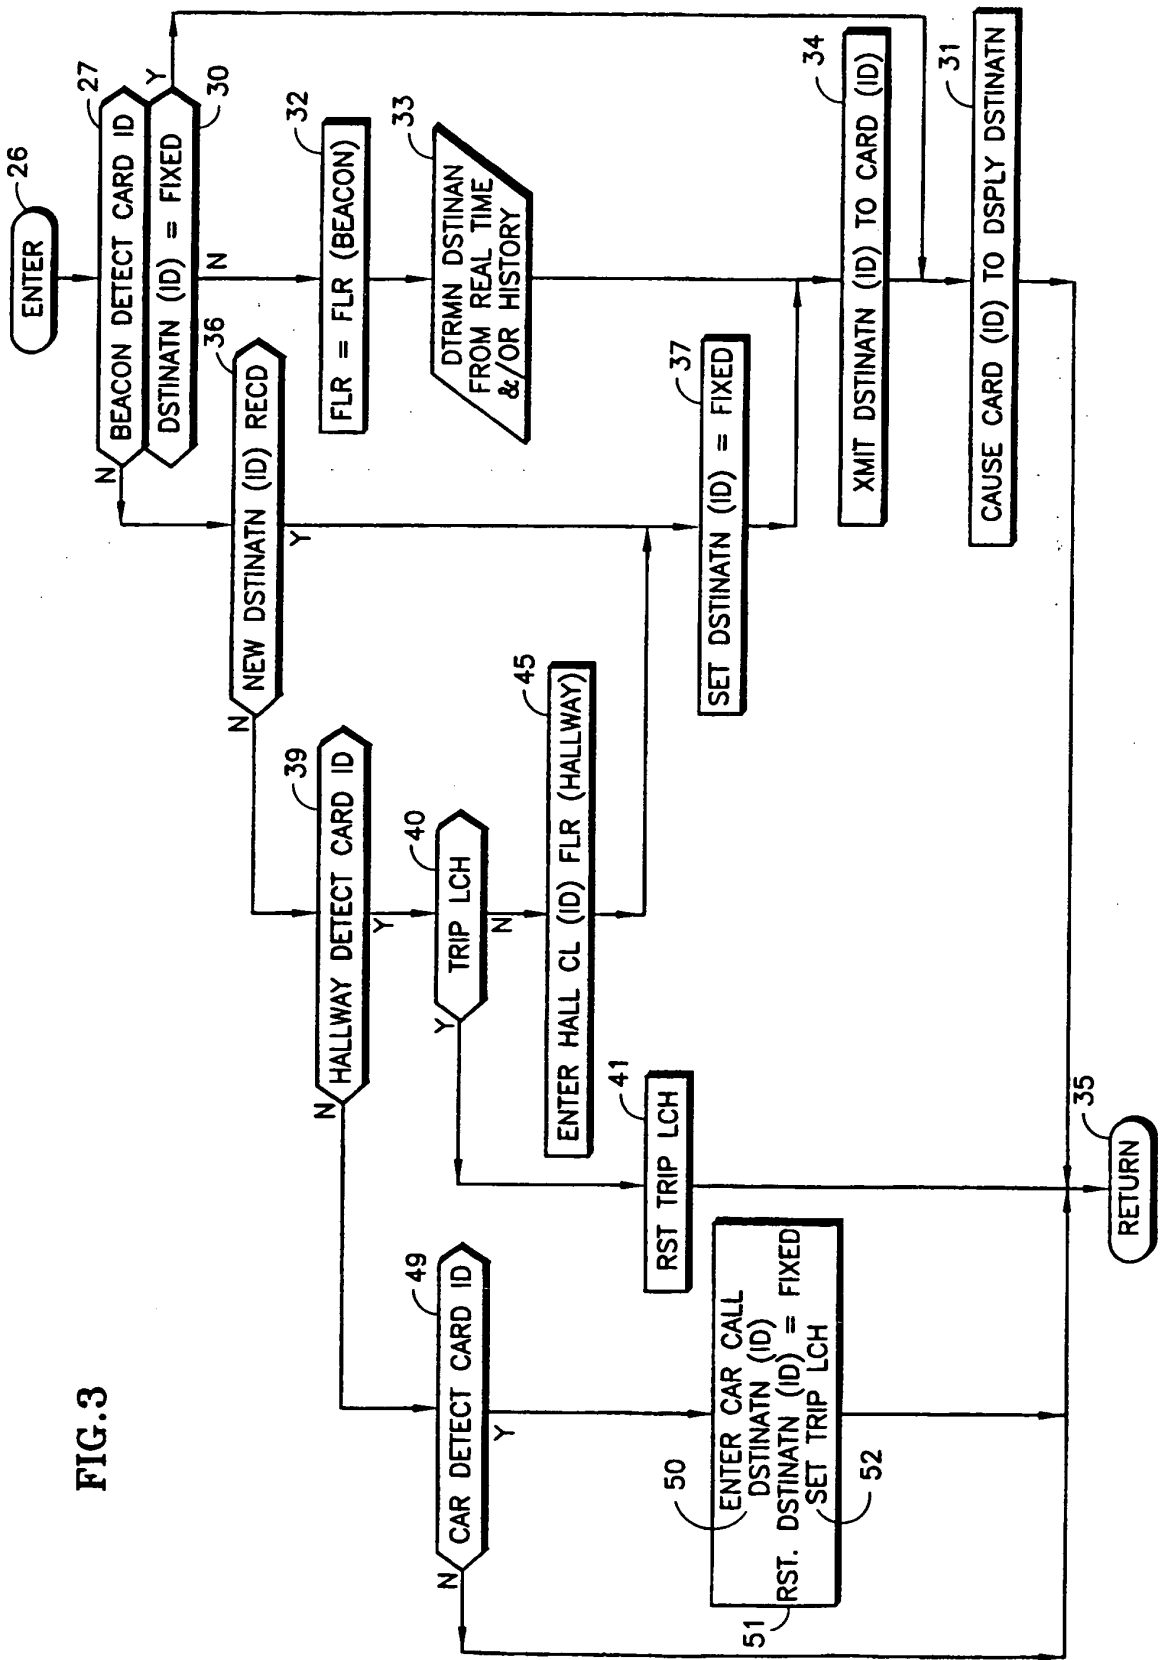 FIG.3
ENTER
26
BEACON DETECT CARD ID
27
N
DSTINATN (ID) = FIXED
30
Y
N
NEW DSTINATN (ID) RECD
36
N
Y
FLR = FLR (BEACON)
32
HALLWAY DETECT CARD ID
39
N
Y
DTRMN DSTINAN
FROM REAL TIME
&/OR HISTORY
33
CAR DETECT CARD ID
49
N
Y
TRIP LCH
40
Y
N
ENTER HALL CL (ID) FLR (HALLWAY)
45
RST TRIP LCH
41
SET DSTINATN (ID) = FIXED
37
50
ENTER CAR CALL
DSTINATN (ID)
51
RST. DSTINATN (ID) = FIXED
SET TRIP LCH
52
XMIT DSTINATN (ID) TO CARD (ID)
34
CAUSE CARD (ID) TO DSPLY DSTINATN
31
RETURN
35